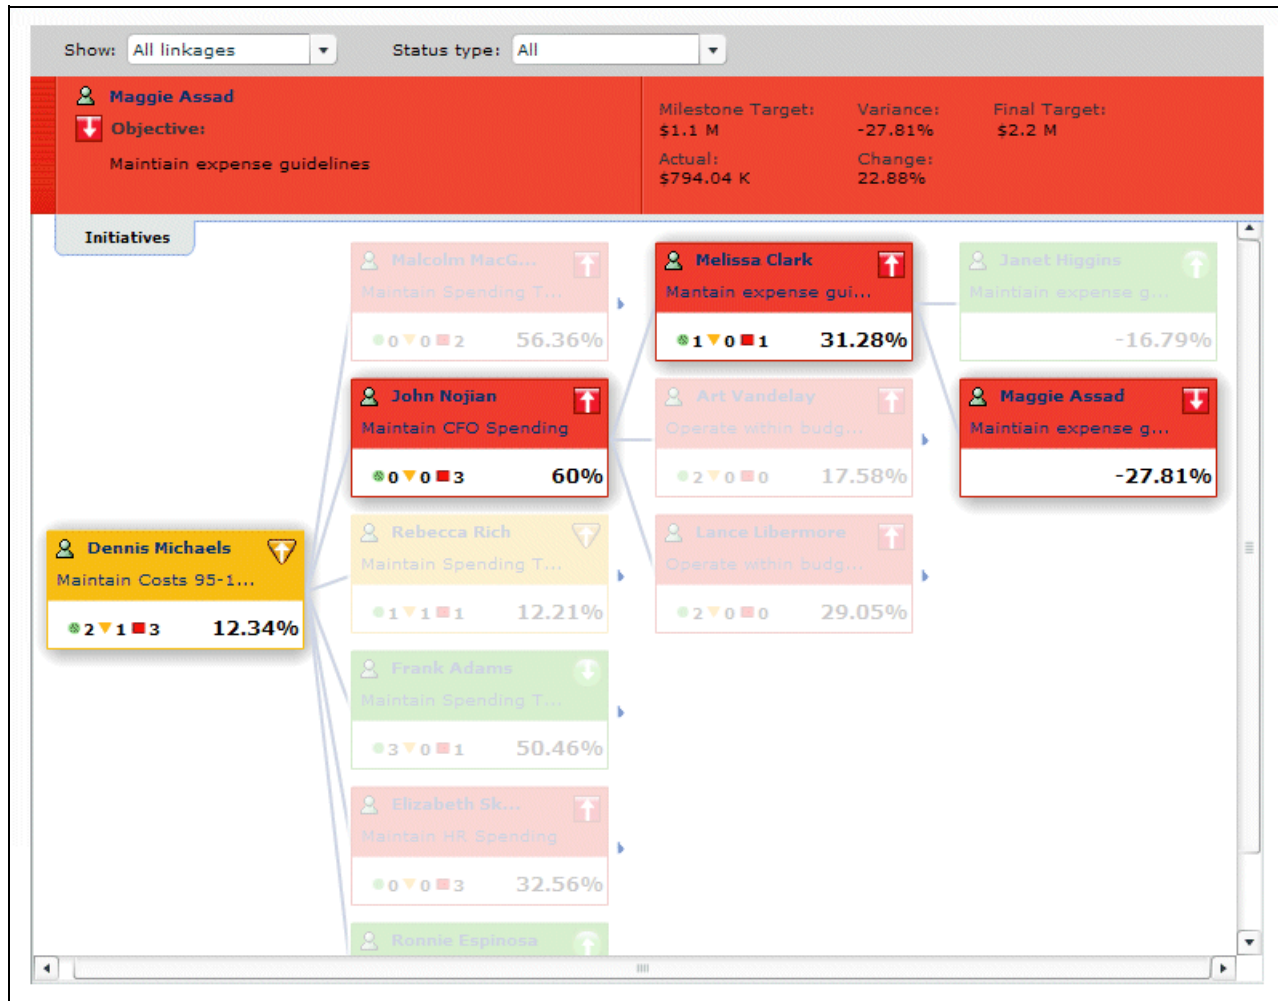 Show: All linkages Status type: All
Maggie Assad
Objective:
Maintiain expense guidelines
Milestone Target: Variance: Final Target:
$1.1 M -27.81% $2.2 M
Actual: Change:
$794.04 K 22.88%
Initiatives
Malcolm MacG...
Maintain Spending T...
0 0 2 56.36%
Melissa Clark
Mantain expense gui...
1 0 1 31.28%
Janet Higgins
Maintiain expense g...
-16.79%
John Nojian
Maintain CFO Spending
0 0 3 60%
Art Vandelay
Operate within budg...
2 0 0 17.58%
Maggie Assad
Maintiain expense g...
-27.81%
Dennis Michaels
Maintain Costs 95-1...
2 1 3 12.34%
Rebecca Rich
Maintain Spending T...
1 1 1 12.21%
Lance Libermore
Operate within budg...
2 0 0 29.05%
Frank Adams
Maintain Spending T...
3 0 1 50.46%
Elizabeth Sk...
Maintain HR Spending
0 0 3 32.56%
Ronnie Espinosa